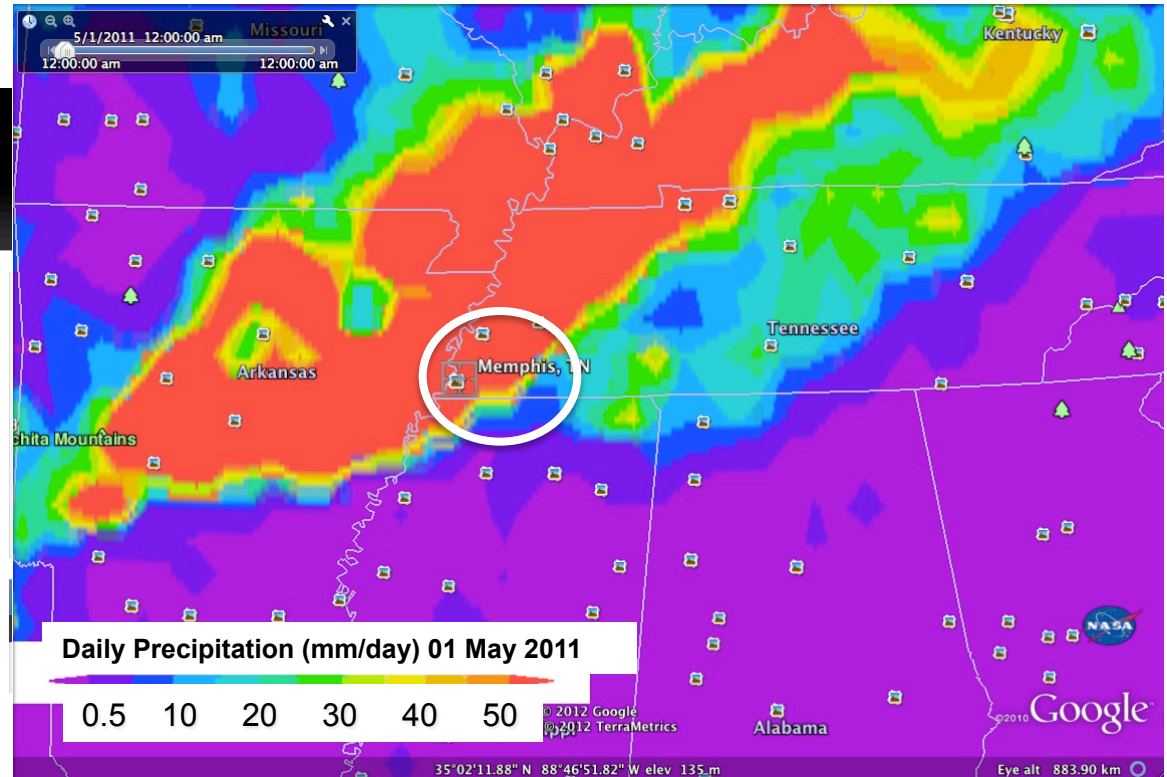 5/1/2011 12:00:00 am
12:00:00 am 12:00:00 am
Missouri
Kentucky
Tennessee
Memphis, TN
Arkansas
chita Mountains
NASA
Daily Precipitation (mm/day) 01 May 2011
0.5 10 20 30 40 50
© 2012 Google
© 2012 TerraMetrics
ppi
Alabama
©2010 Google
35°02'11.88" N 88°46'51.82" W elev 135 m
Eye alt 883.90 km